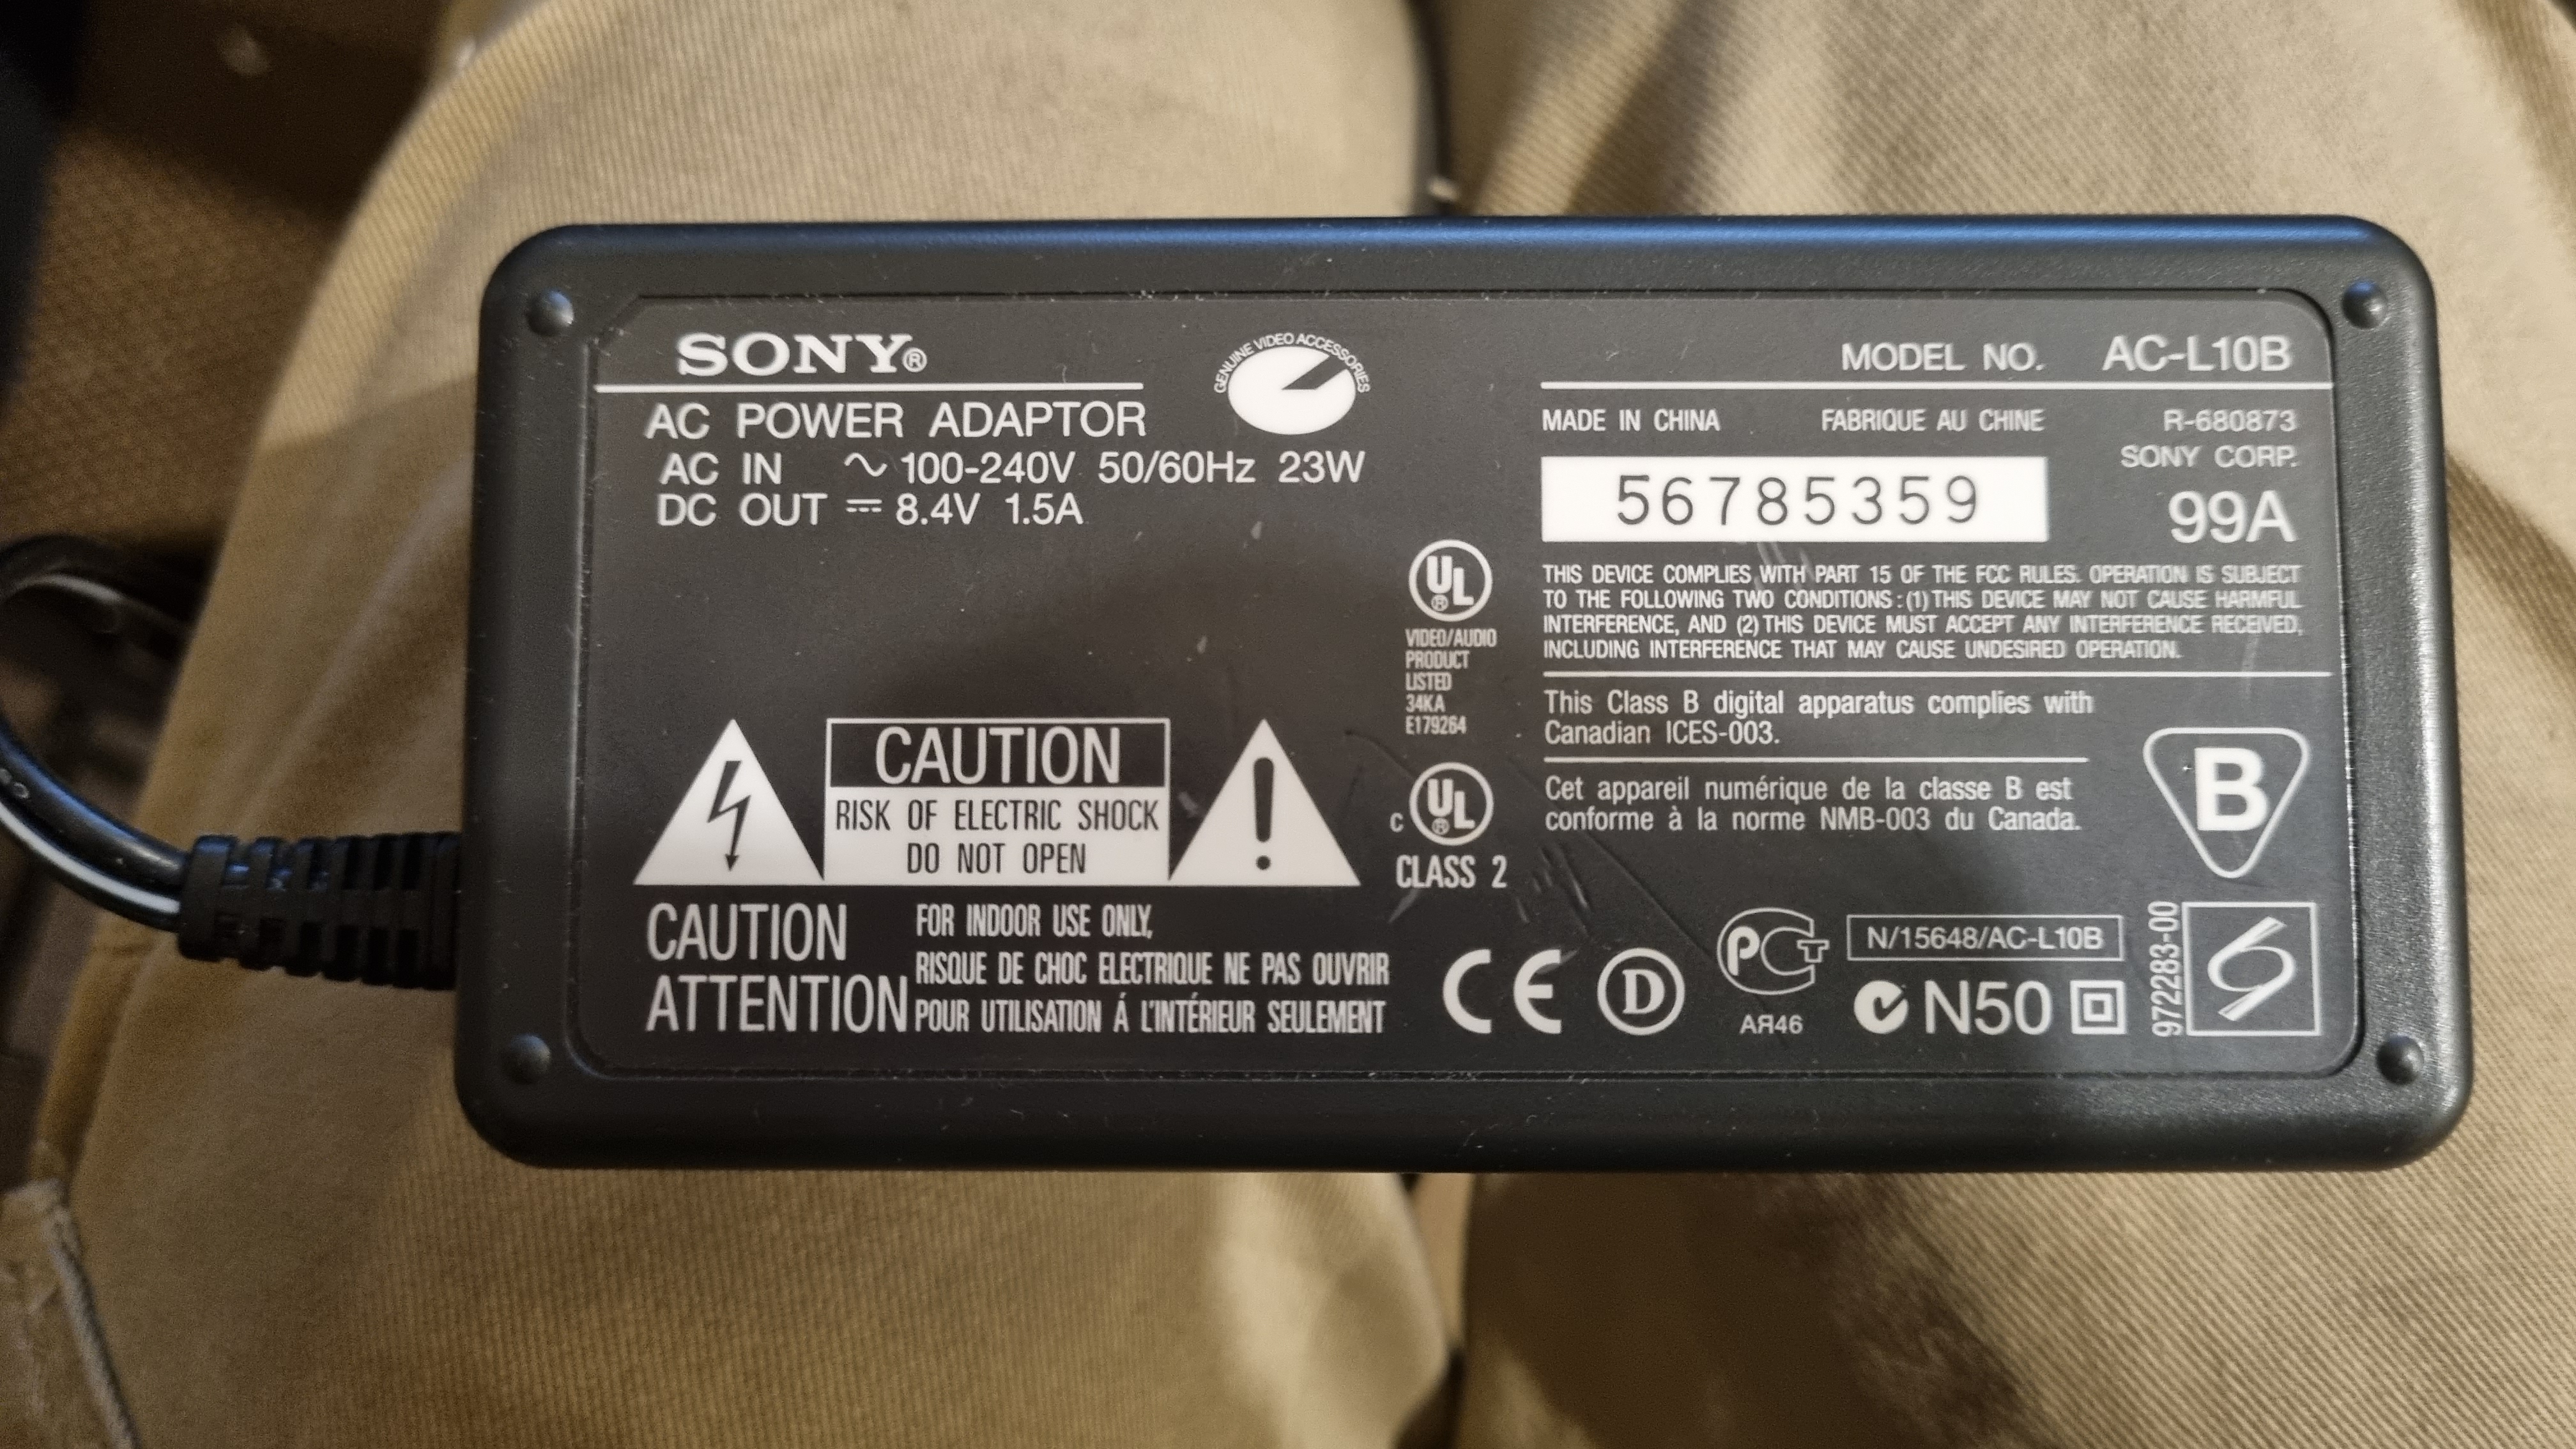 SONY®
GENUINE VIDEO ACCESSORIES
AC POWER ADAPTOR
AC IN ~ 100-240V 50/60Hz 23W
DC OUT ⎓ 8.4V 1.5A
CAUTION
RISK OF ELECTRIC SHOCK
DO NOT OPEN
CAUTION FOR INDOOR USE ONLY,
ATTENTION RISQUE DE CHOC ELECTRIQUE NE PAS OUVRIR
POUR UTILISATION Á L'INTÉRIEUR SEULEMENT
UL®
VIDEO/AUDIO
PRODUCT
LISTED
34KA
E179264
C UL®
CLASS 2
MODEL NO. AC-L10B
MADE IN CHINA FABRIQUE AU CHINE R-680873
SONY CORP.
56785359
99A
THIS DEVICE COMPLIES WITH PART 15 OF THE FCC RULES. OPERATION IS SUBJECT
TO THE FOLLOWING TWO CONDITIONS : (1) THIS DEVICE MAY NOT CAUSE HARMFUL
INTERFERENCE, AND (2) THIS DEVICE MUST ACCEPT ANY INTERFERENCE RECEIVED,
INCLUDING INTERFERENCE THAT MAY CAUSE UNDESIRED OPERATION.
This Class B digital apparatus complies with
Canadian ICES-003.
Cet appareil numérique de la classe B est
conforme à la norme NMB-003 du Canada.
B
CE D PCT
АЯ46
N/15648/AC-L10B
N50
972283-00